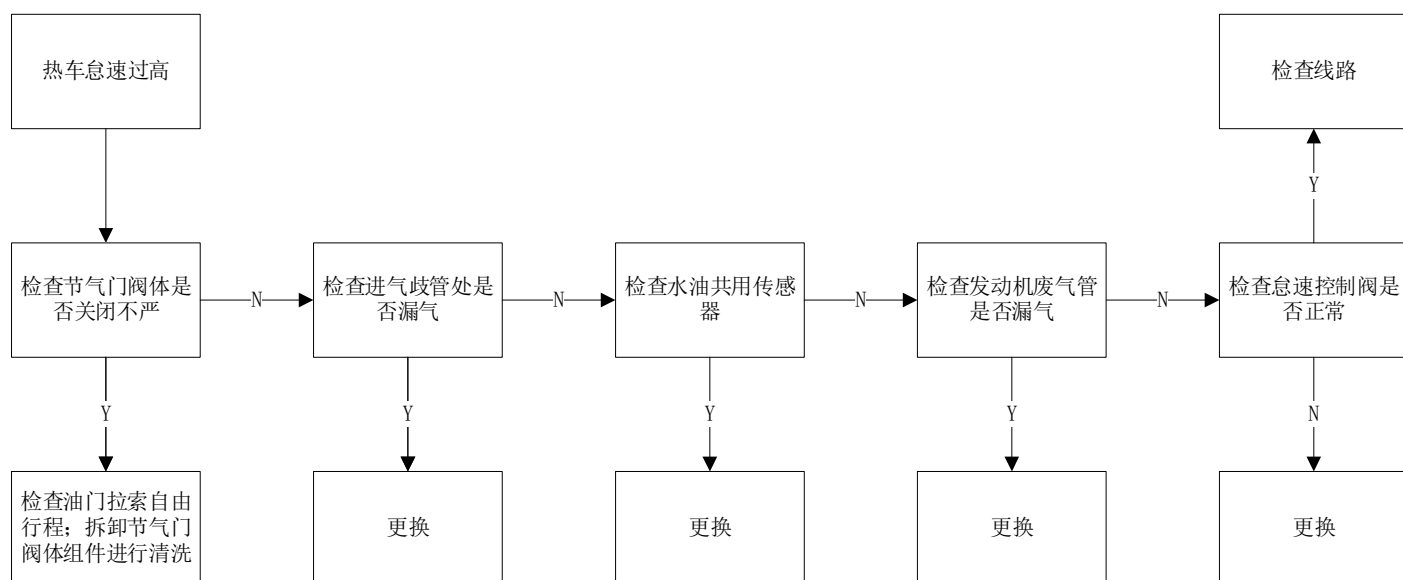 热车怠速过高
检查线路
Y
检查节气门阀体是
否关闭不严
N
检查进气歧管处是
否漏气
N
检查水油共用传感
器
N
检查发动机废气管
是否漏气
N
检查怠速控制阀是
否正常
Y
Y
Y
Y
N
检查油门拉索自由
行程；拆卸节气门
阀体组件进行清洗
更换
更换
更换
更换